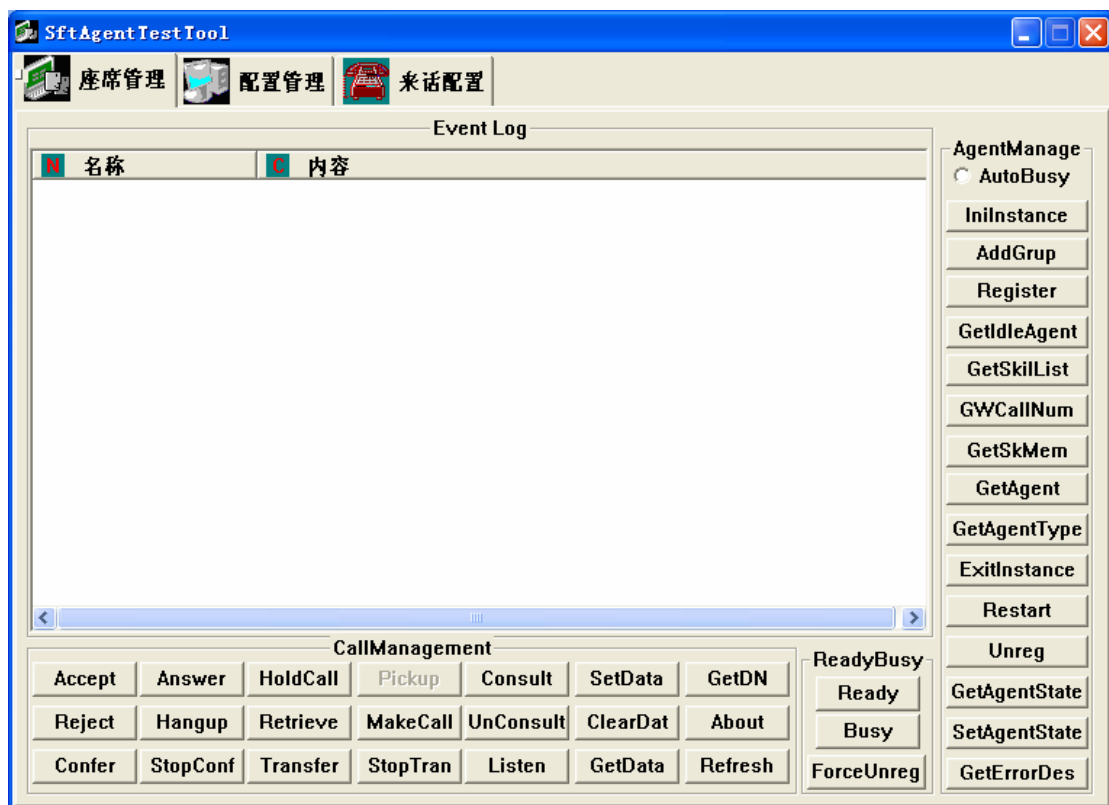 SftAgentTestTool
座席管理 配置管理 来话配置
Event Log
N 名称 C 内容
AgentManage
AutoBusy
IniInstance
AddGrup
Register
GetIdleAgent
GetSkilList
GWCallNum
GetSkMem
GetAgent
GetAgentType
ExitInstance
Restart
Unreg
GetAgentState
SetAgentState
GetErrorDes
CallManagement
Accept Answer HoldCall Pickup Consult SetData GetDN
Reject Hangup Retrieve MakeCall UnConsult ClearDat About
Confer StopConf Transfer StopTran Listen GetData Refresh
ReadyBusy
Ready
Busy
ForceUnreg